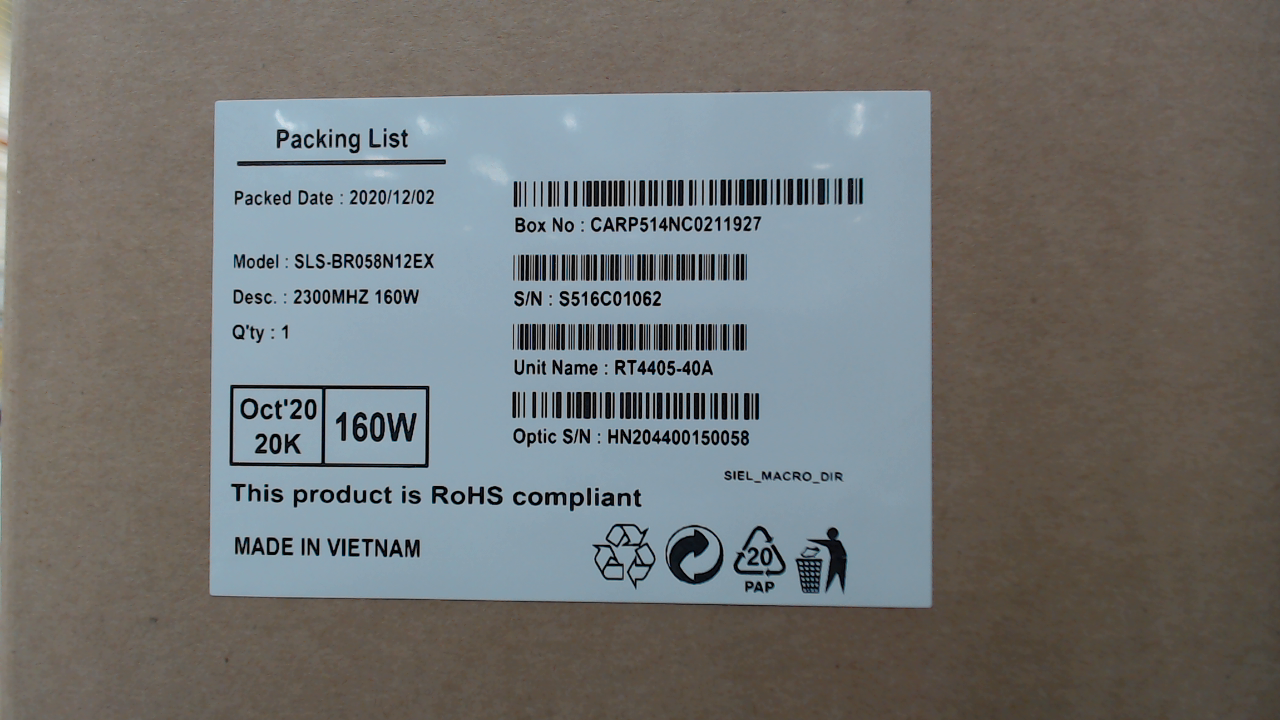 Packing List
Packed Date : 2020/12/02
Box No : CARP514NC0211927
Model : SLS-BR058N12EX
S/N : S516C01062
Desc. : 2300MHZ 160W
Q'ty : 1
Unit Name : RT4405-40A
Oct'20
20K
160W
Optic S/N : HN204400150058
SIEL_MACRO_DIR
This product is RoHS compliant
MADE IN VIETNAM
20
PAP